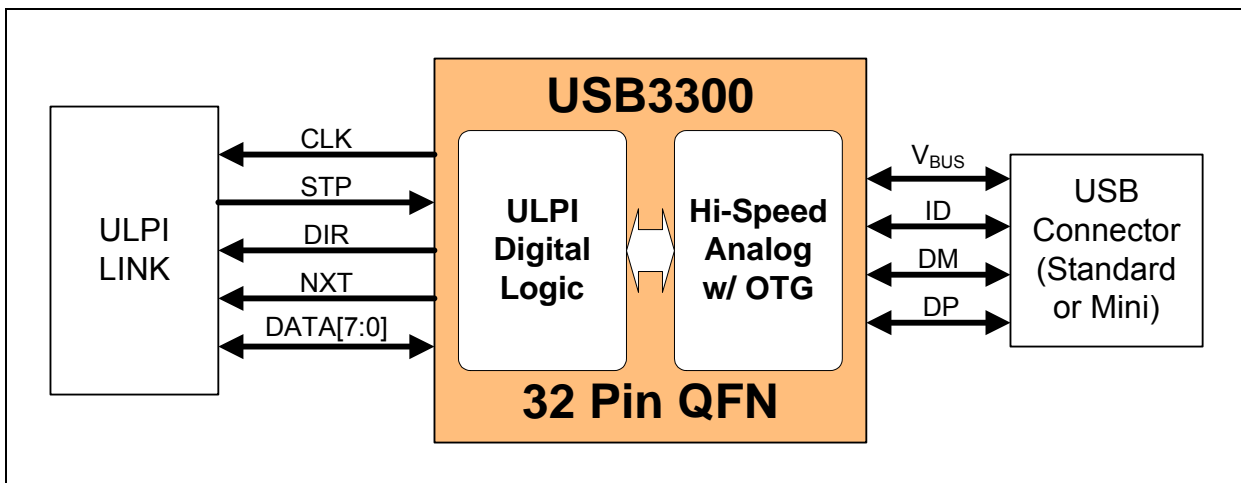 USB3300
ULPI
LINK
CLK
STP
DIR
NXT
DATA[7:0]
ULPI
Digital
Logic
Hi-Speed
Analog
w/ OTG
VBUS
ID
DM
DP
USB
Connector
(Standard
or Mini)
32 Pin QFN